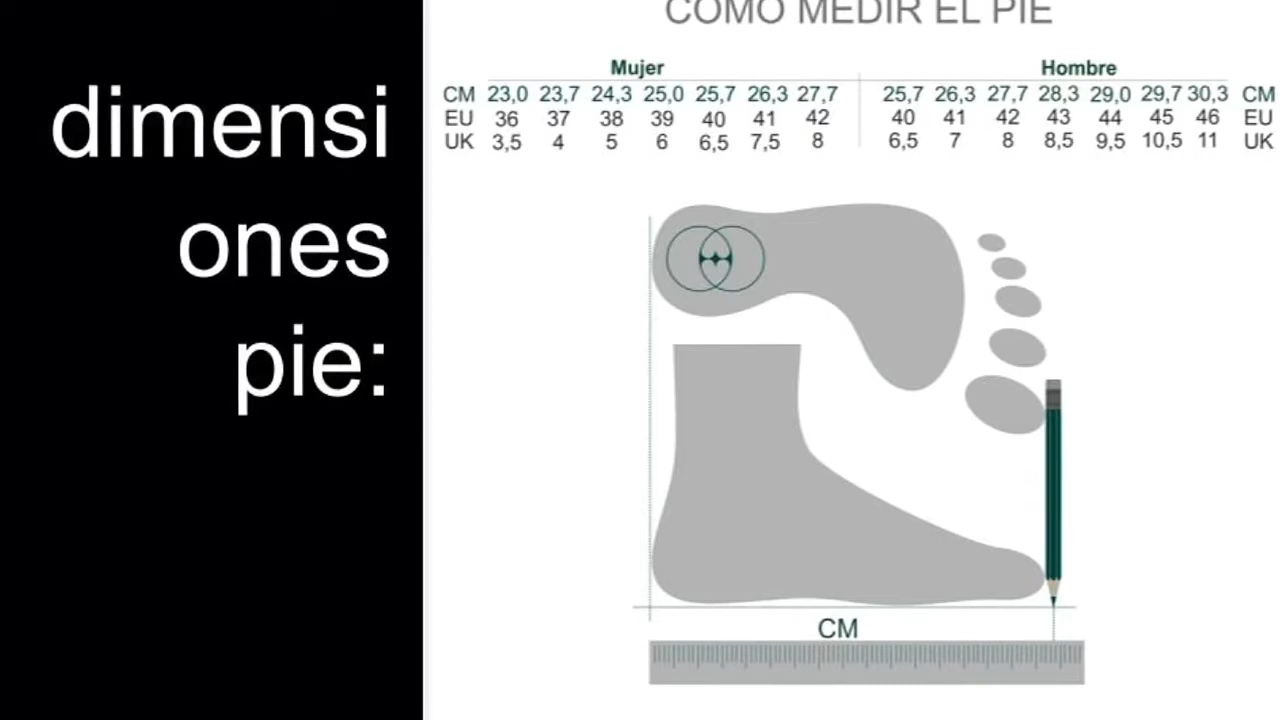 dimensi
ones
pie:
COMO MEDIR EL PIE
Mujer Hombre
CM 23,0 23,7 24,3 25,0 25,7 26,3 27,7 25,7 26,3 27,7 28,3 29,0 29,7 30,3 CM
EU 36 37 38 39 40 41 42 40 41 42 43 44 45 46 EU
UK 3,5 4 5 6 6,5 7,5 8 6,5 7 8 8,5 9,5 10,5 11 UK
CM